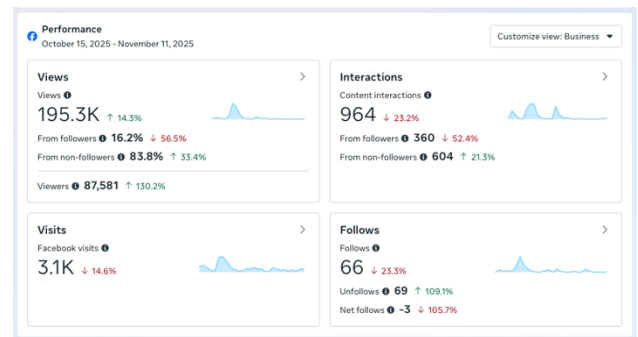 Performance
October 15, 2025 - November 11, 2025
Customize view: Business
Views
Views
195.3K ↑ 14.3%
From followers 16.2% ↓ 56.5%
From non-followers 83.8% ↑ 33.4%
Viewers 87,581 ↑ 130.2%
Interactions
Content interactions
964 ↓ 23.2%
From followers 360 ↓ 52.4%
From non-followers 604 ↑ 21.3%
Visits
Facebook visits
3.1K ↓ 14.6%
Follows
Follows
66 ↓ 23.3%
Unfollows 69 ↑ 109.1%
Net follows -3 ↓ 105.7%